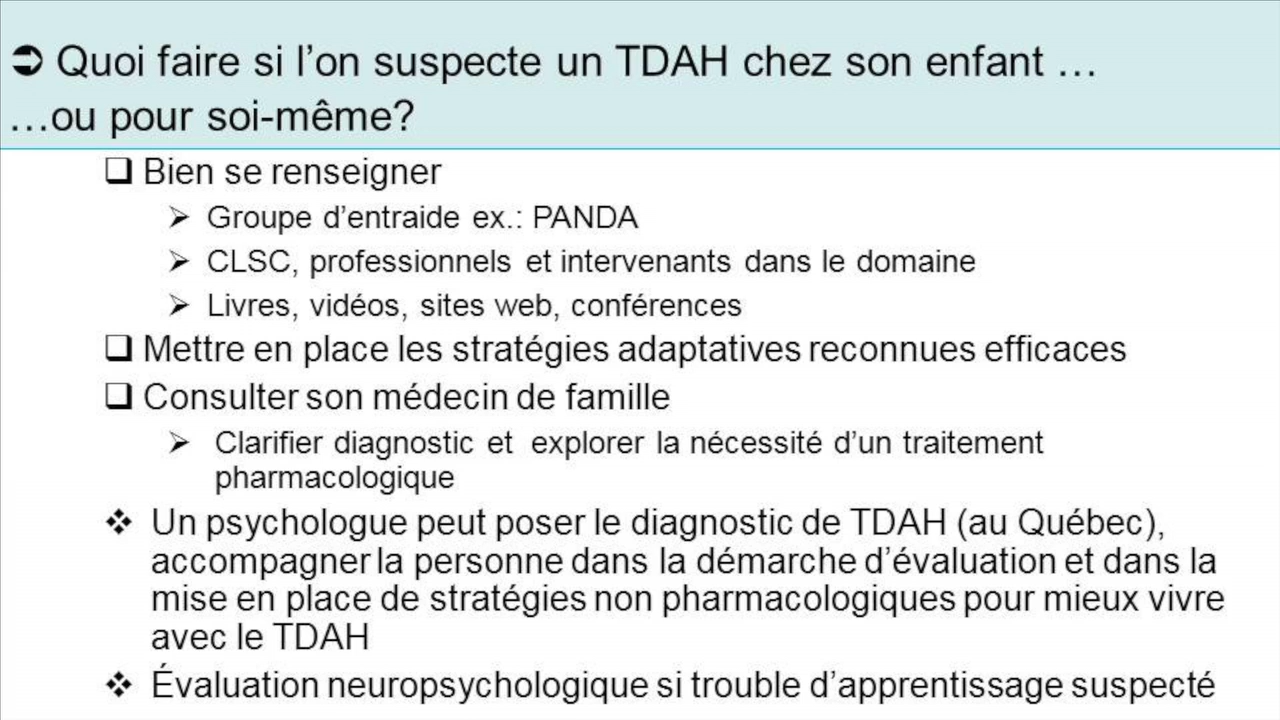 ➲ Quoi faire si l’on suspecte un TDAH chez son enfant …
…ou pour soi-même?
❑ Bien se renseigner
➢ Groupe d’entraide ex.: PANDA
➢ CLSC, professionnels et intervenants dans le domaine
➢ Livres, vidéos, sites web, conférences
❑ Mettre en place les stratégies adaptatives reconnues efficaces
❑ Consulter son médecin de famille
➢ Clarifier diagnostic et explorer la nécessité d’un traitement
pharmacologique
❖ Un psychologue peut poser le diagnostic de TDAH (au Québec),
accompagner la personne dans la démarche d’évaluation et dans la
mise en place de stratégies non pharmacologiques pour mieux vivre
avec le TDAH
❖ Évaluation neuropsychologique si trouble d’apprentissage suspecté